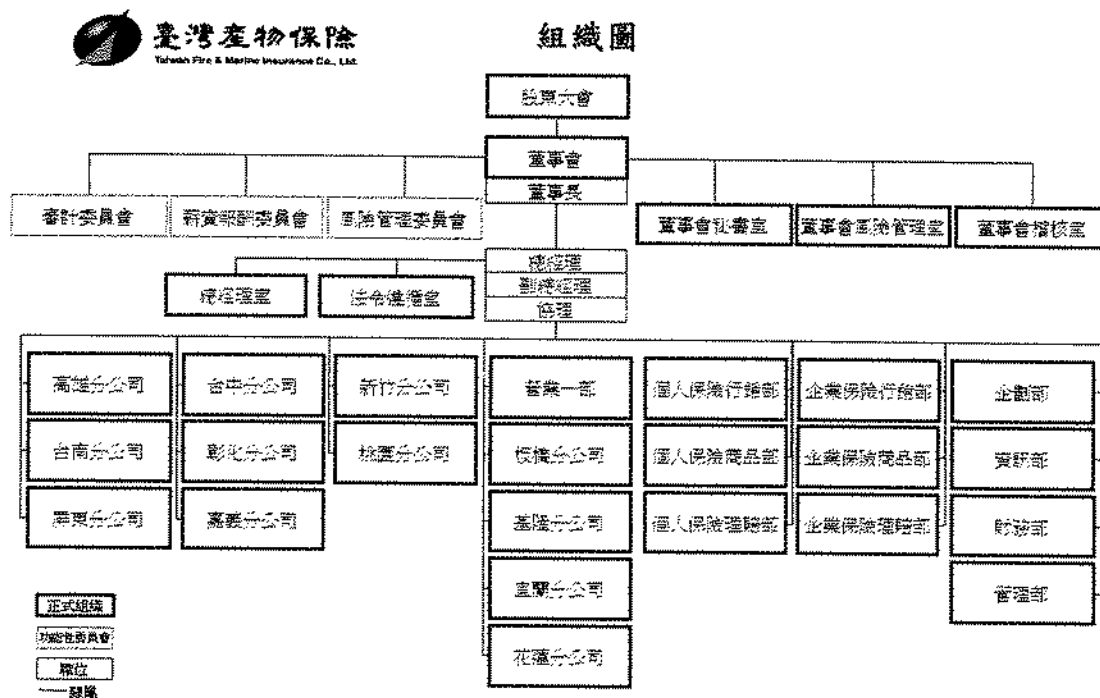 臺灣產物保險
組織圖
Taiwan Fire & Marine Insurance Co., Ltd.
股東大會
董事會
董事長
審計委員會
薪資報酬委員會
風險管理委員會
董事會秘書室
董事會風險管理室
董事會稽核室
總經理
副總經理
協理
總經理室
法令遵循室
高雄分公司
台中分公司
新竹分公司
營業一部
個人保險行銷部
企業保險行銷部
企劃部
台南分公司
彰化分公司
桃園分公司
板橋分公司
個人保險商品部
企業保險商品部
資訊部
屏東分公司
嘉義分公司
基隆分公司
個人保險理賠部
企業保險理賠部
財務部
宜蘭分公司
管理部
花蓮分公司
正式組織
功能性委員會
職位
隸屬